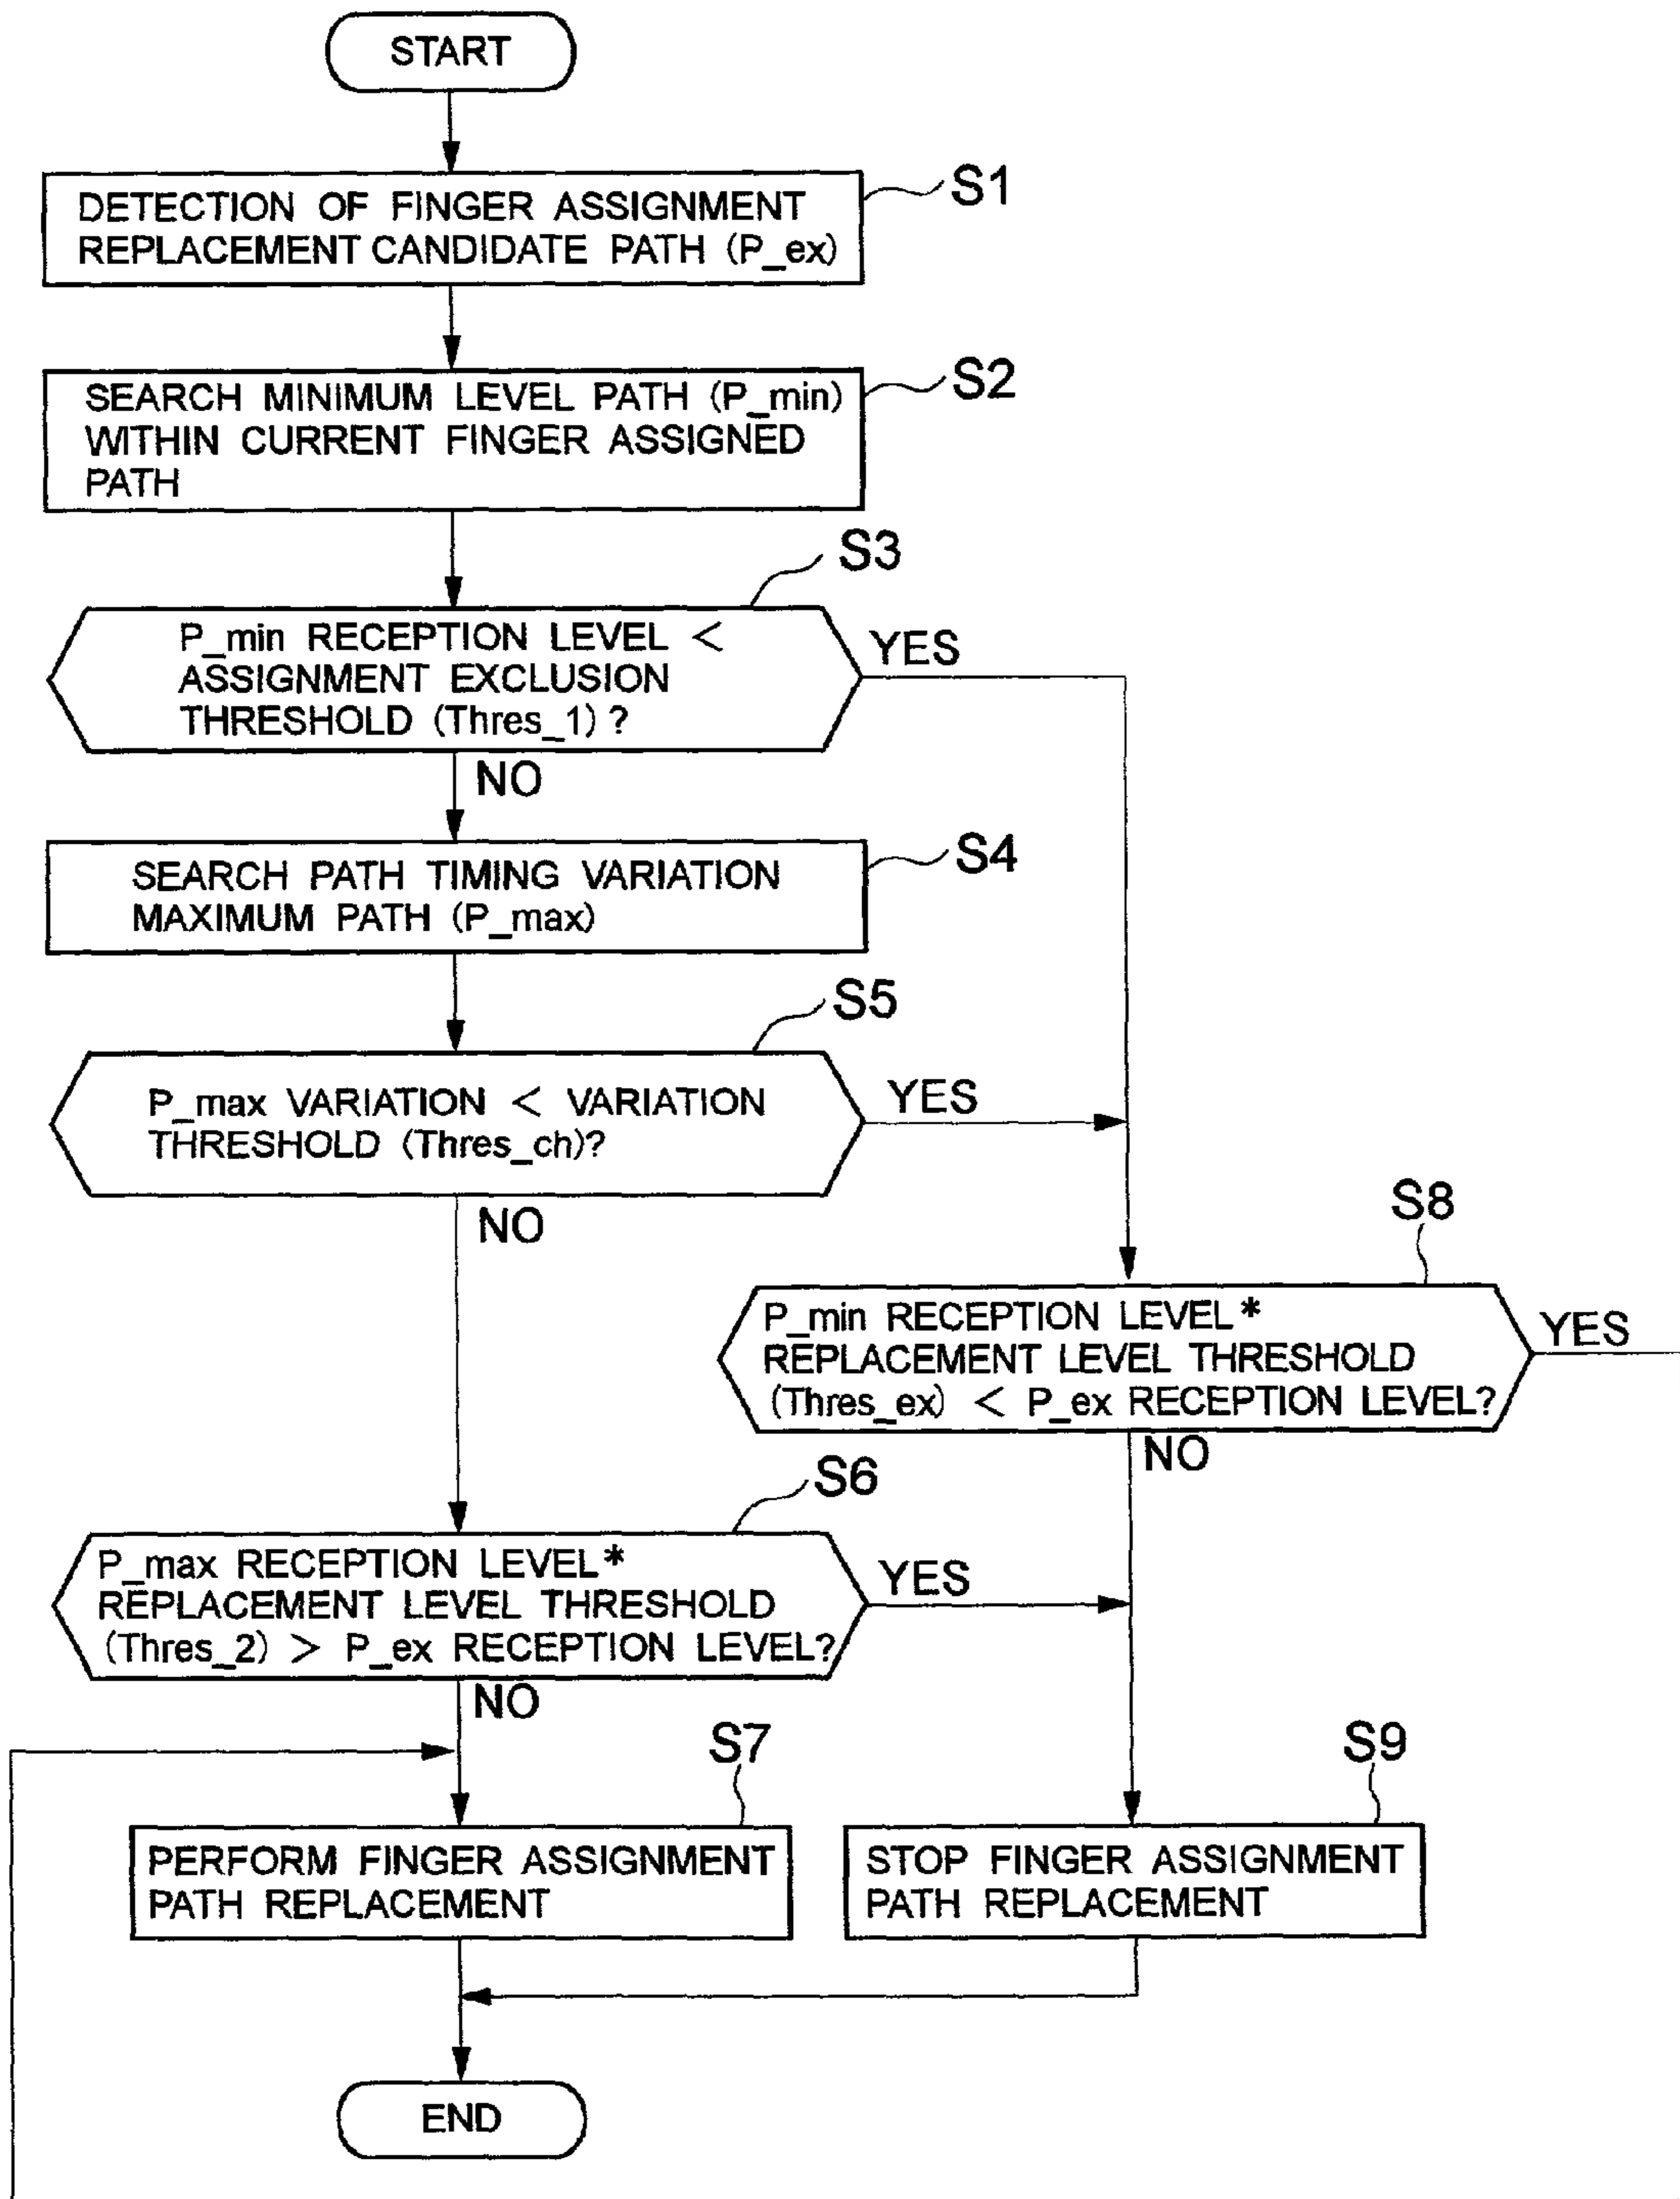 START
S1
DETECTION OF FINGER ASSIGNMENT
REPLACEMENT CANDIDATE PATH (P_ex)
S2
SEARCH MINIMUM LEVEL PATH (P_min)
WITHIN CURRENT FINGER ASSIGNED
PATH
S3
P_min RECEPTION LEVEL <
ASSIGNMENT EXCLUSION
THRESHOLD (Thres_1) ?
YES
NO
S4
SEARCH PATH TIMING VARIATION
MAXIMUM PATH (P_max)
S5
P_max VARIATION < VARIATION
THRESHOLD (Thres_ch)?
YES
NO
S8
P_min RECEPTION LEVEL*
REPLACEMENT LEVEL THRESHOLD
(Thres_ex) < P_ex RECEPTION LEVEL?
YES
NO
S6
P_max RECEPTION LEVEL*
REPLACEMENT LEVEL THRESHOLD
(Thres_2) > P_ex RECEPTION LEVEL?
YES
NO
S7
PERFORM FINGER ASSIGNMENT
PATH REPLACEMENT
S9
STOP FINGER ASSIGNMENT
PATH REPLACEMENT
END